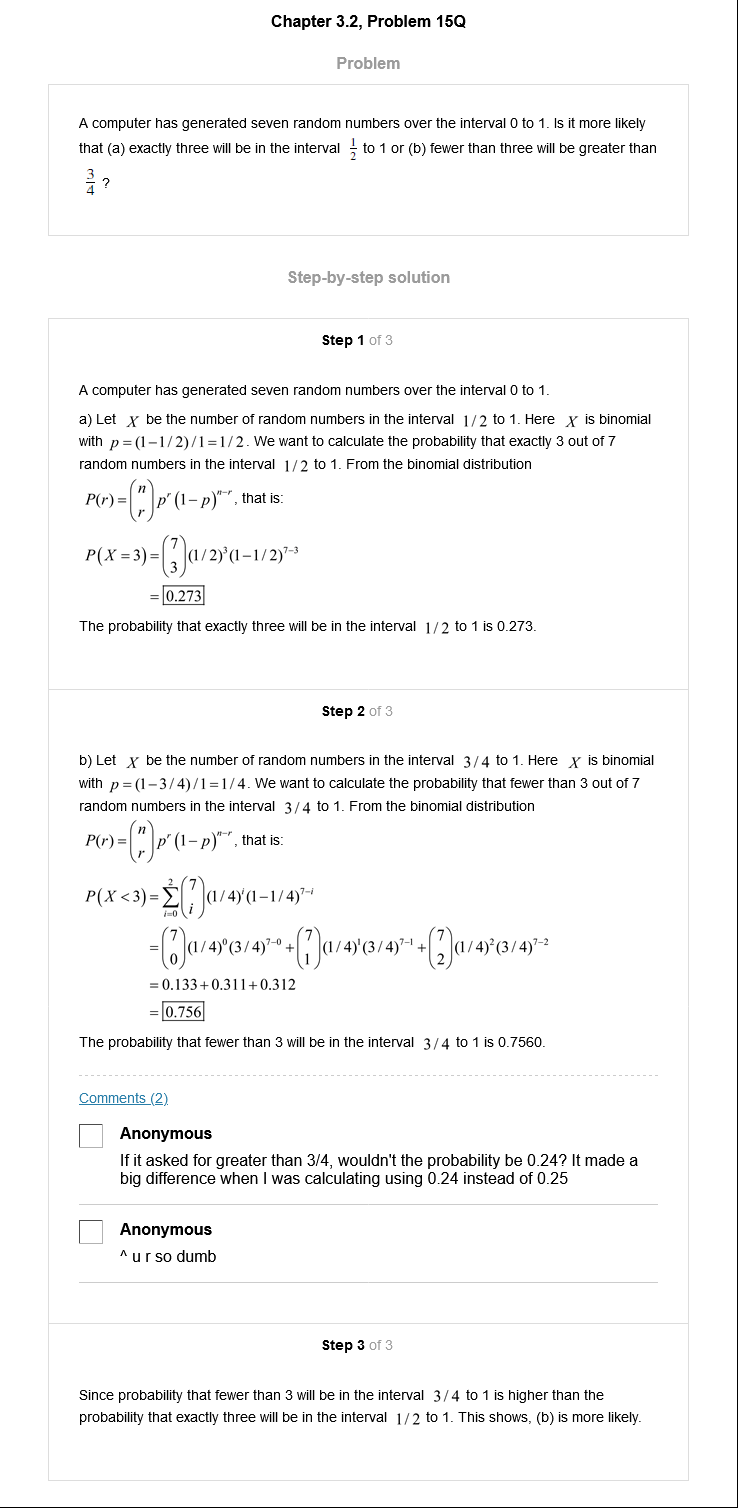 Chapter 3.2, Problem 15Q
Problem
A computer has generated seven random numbers over the interval 0 to 1. Is it more likely
that (a) exactly three will be in the interval 1/2 to 1 or (b) fewer than three will be greater than
3/4 ?
Step-by-step solution
Step 1 of 3
A computer has generated seven random numbers over the interval 0 to 1.
a) Let X be the number of random numbers in the interval 1/2 to 1. Here X is binomial
with p=(1−1/2)/1=1/2. We want to calculate the probability that exactly 3 out of 7
random numbers in the interval 1/2 to 1. From the binomial distribution
P(r)=(n r)p^r(1−p)^(n−r), that is:
P(X=3)=(7 3)(1/2)^3(1−1/2)^(7−3)
=0.273
The probability that exactly three will be in the interval 1/2 to 1 is 0.273.
Step 2 of 3
b) Let X be the number of random numbers in the interval 3/4 to 1. Here X is binomial
with p=(1−3/4)/1=1/4. We want to calculate the probability that fewer than 3 out of 7
random numbers in the interval 3/4 to 1. From the binomial distribution
P(r)=(n r)p^r(1−p)^(n−r), that is:
P(X<3)=∑_(i=0)^2(7 i)(1/4)^i(1−1/4)^(7−i)
=(7 0)(1/4)^0(3/4)^(7−0)+(7 1)(1/4)^1(3/4)^(7−1)+(7 2)(1/4)^2(3/4)^(7−2)
=0.133+0.311+0.312
=0.756
The probability that fewer than 3 will be in the interval 3/4 to 1 is 0.7560.
Comments (2)
Anonymous
If it asked for greater than 3/4, wouldn't the probability be 0.24? It made a
big difference when I was calculating using 0.24 instead of 0.25
Anonymous
^ u r so dumb
Step 3 of 3
Since probability that fewer than 3 will be in the interval 3/4 to 1 is higher than the
probability that exactly three will be in the interval 1/2 to 1. This shows, (b) is more likely.